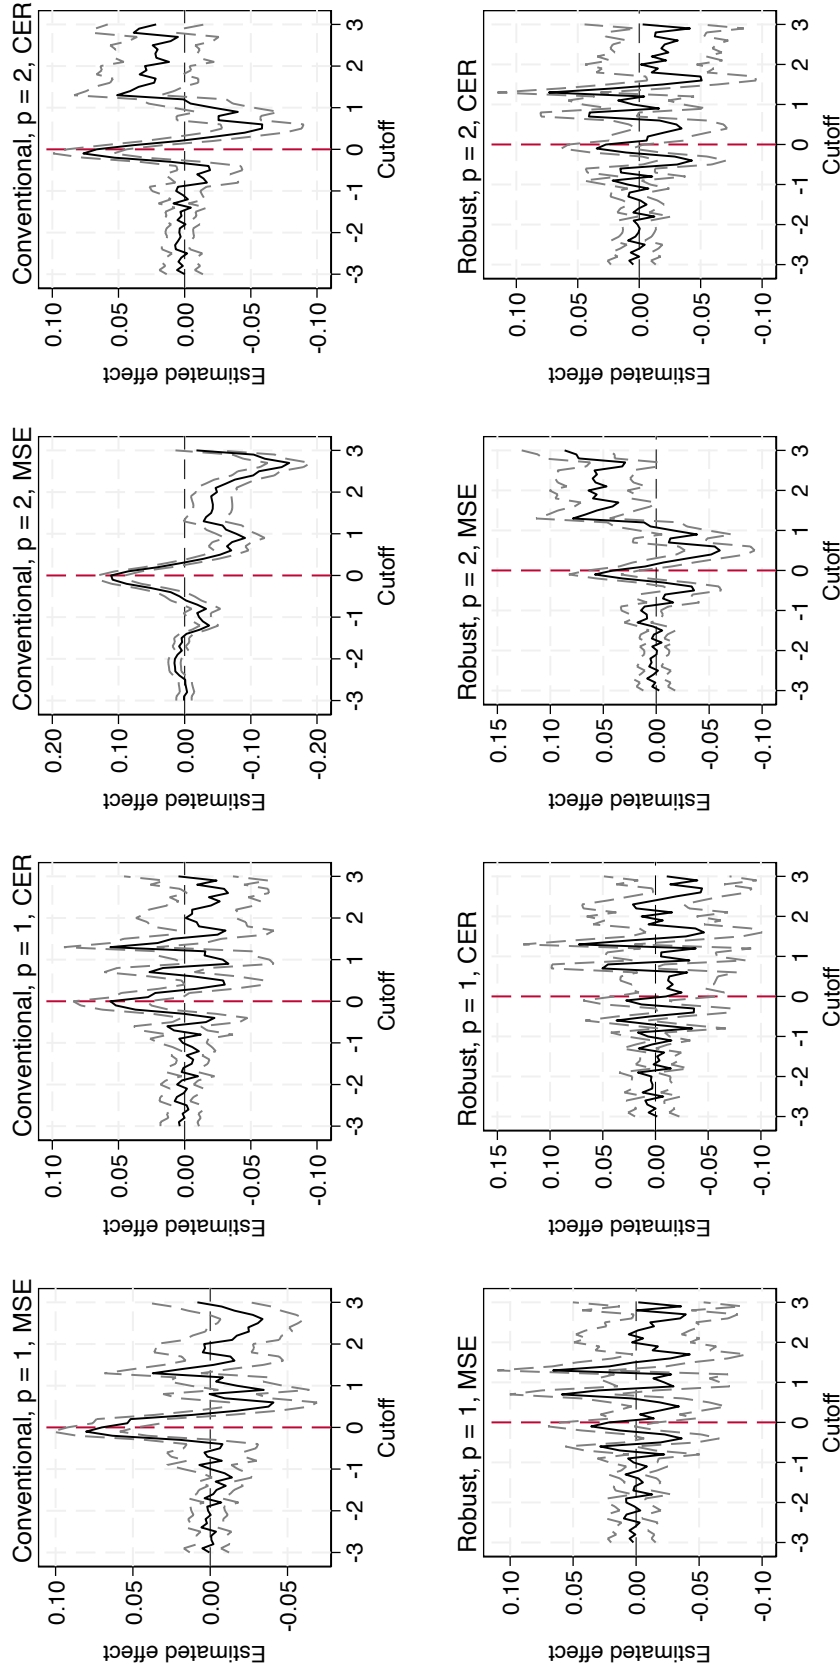 Conventional, p = 1, MSE
Estimated effect
0.10
0.05
0.00
-0.05
-3 -2 -1 0 1 2 3
Cutoff
Conventional, p = 1, CER
Estimated effect
0.10
0.05
0.00
-0.05
-0.10
-3 -2 -1 0 1 2 3
Cutoff
Conventional, p = 2, MSE
Estimated effect
0.20
0.10
0.00
-0.10
-0.20
-3 -2 -1 0 1 2 3
Cutoff
Conventional, p = 2, CER
Estimated effect
0.10
0.05
0.00
-0.05
-0.10
-3 -2 -1 0 1 2 3
Cutoff
Robust, p = 1, MSE
Estimated effect
0.10
0.05
0.00
-0.05
-0.10
-3 -2 -1 0 1 2 3
Cutoff
Robust, p = 1, CER
Estimated effect
0.15
0.10
0.05
0.00
-0.05
-0.10
-3 -2 -1 0 1 2 3
Cutoff
Robust, p = 2, MSE
Estimated effect
0.15
0.10
0.05
0.00
-0.05
-0.10
-3 -2 -1 0 1 2 3
Cutoff
Robust, p = 2, CER
Estimated effect
0.10
0.05
0.00
-0.05
-0.10
-3 -2 -1 0 1 2 3
Cutoff